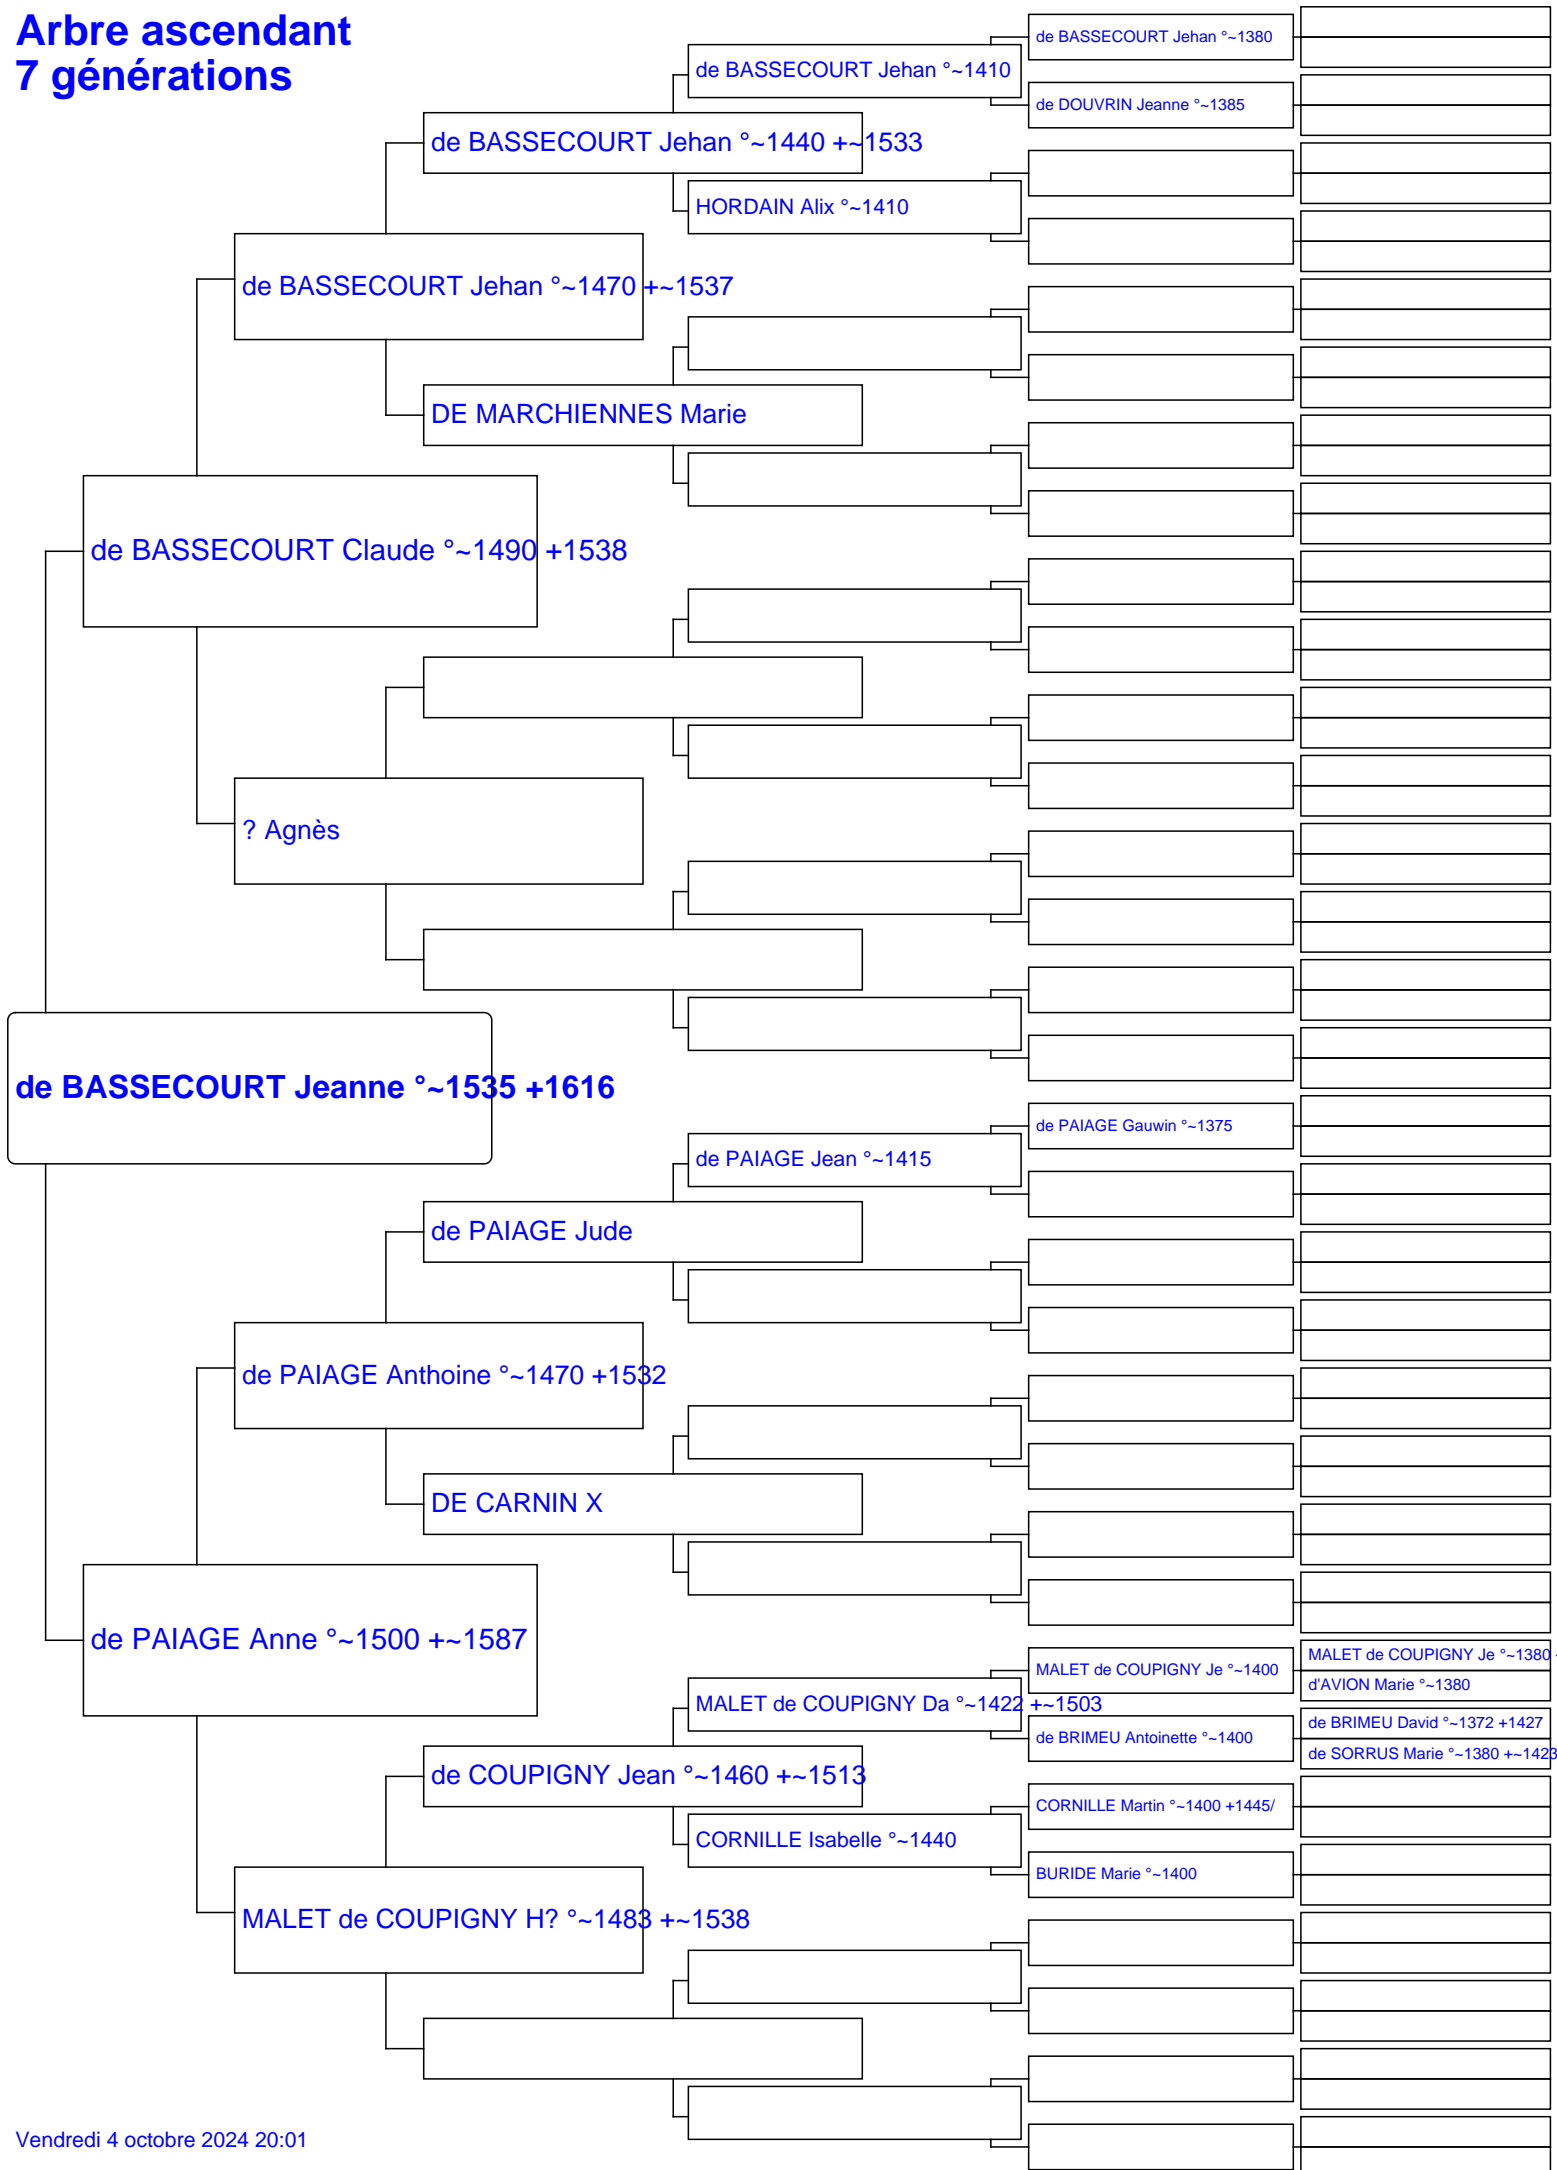 Arbre ascendant
7 générations
de BASSECOURT Jehan °~1380
de BASSECOURT Jehan °~1410
de DOUVRIN Jeanne °~1385
de BASSECOURT Jehan °~1440 +~1533
HORDAIN Alix °~1410
de BASSECOURT Jehan °~1470 +~1537
DE MARCHIENNES Marie
de BASSECOURT Claude °~1490 +1538
? Agnès
de BASSECOURT Jeanne °~1535 +1616
de PAIAGE Gauwin °~1375
de PAIAGE Jean °~1415
de PAIAGE Jude
de PAIAGE Anthoine °~1470 +1532
DE CARNIN X
de PAIAGE Anne °~1500 +~1587
MALET de COUPIGNY Je °~1380
MALET de COUPIGNY Je °~1400
d'AVION Marie °~1380
MALET de COUPIGNY Da °~1422 +~1503
de BRIMEU David °~1372 +1427
de BRIMEU Antoinette °~1400
de SORRUS Marie °~1380 +~1423
de COUPIGNY Jean °~1460 +~1513
CORNILLE Martin °~1400 +1445/
CORNILLE Isabelle °~1440
BURIDE Marie °~1400
MALET de COUPIGNY H? °~1483 +~1538
Vendredi 4 octobre 2024 20:01